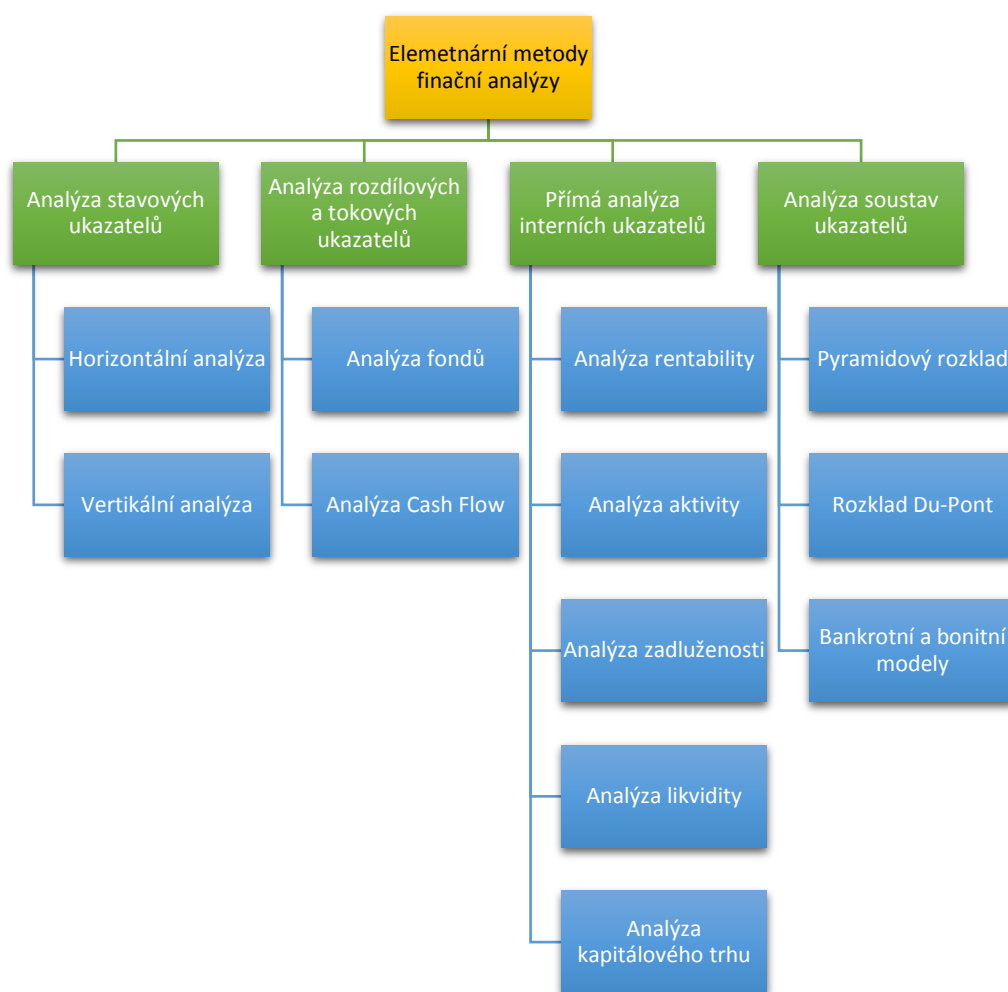 Elemetnární metody
finační analýzy
Analýza stavových
ukazatelů
Analýza rozdílových
a tokových
ukazatelů
Přímá analýza
interních ukazatelů
Analýza soustav
ukazatelů
Horizontální analýza
Vertikální analýza
Analýza fondů
Analýza Cash Flow
Analýza rentability
Analýza aktivity
Analýza zadluženosti
Analýza likvidity
Analýza
kapitálového trhu
Pyramidový rozklad
Rozklad Du-Pont
Bankrotní a bonitní
modely